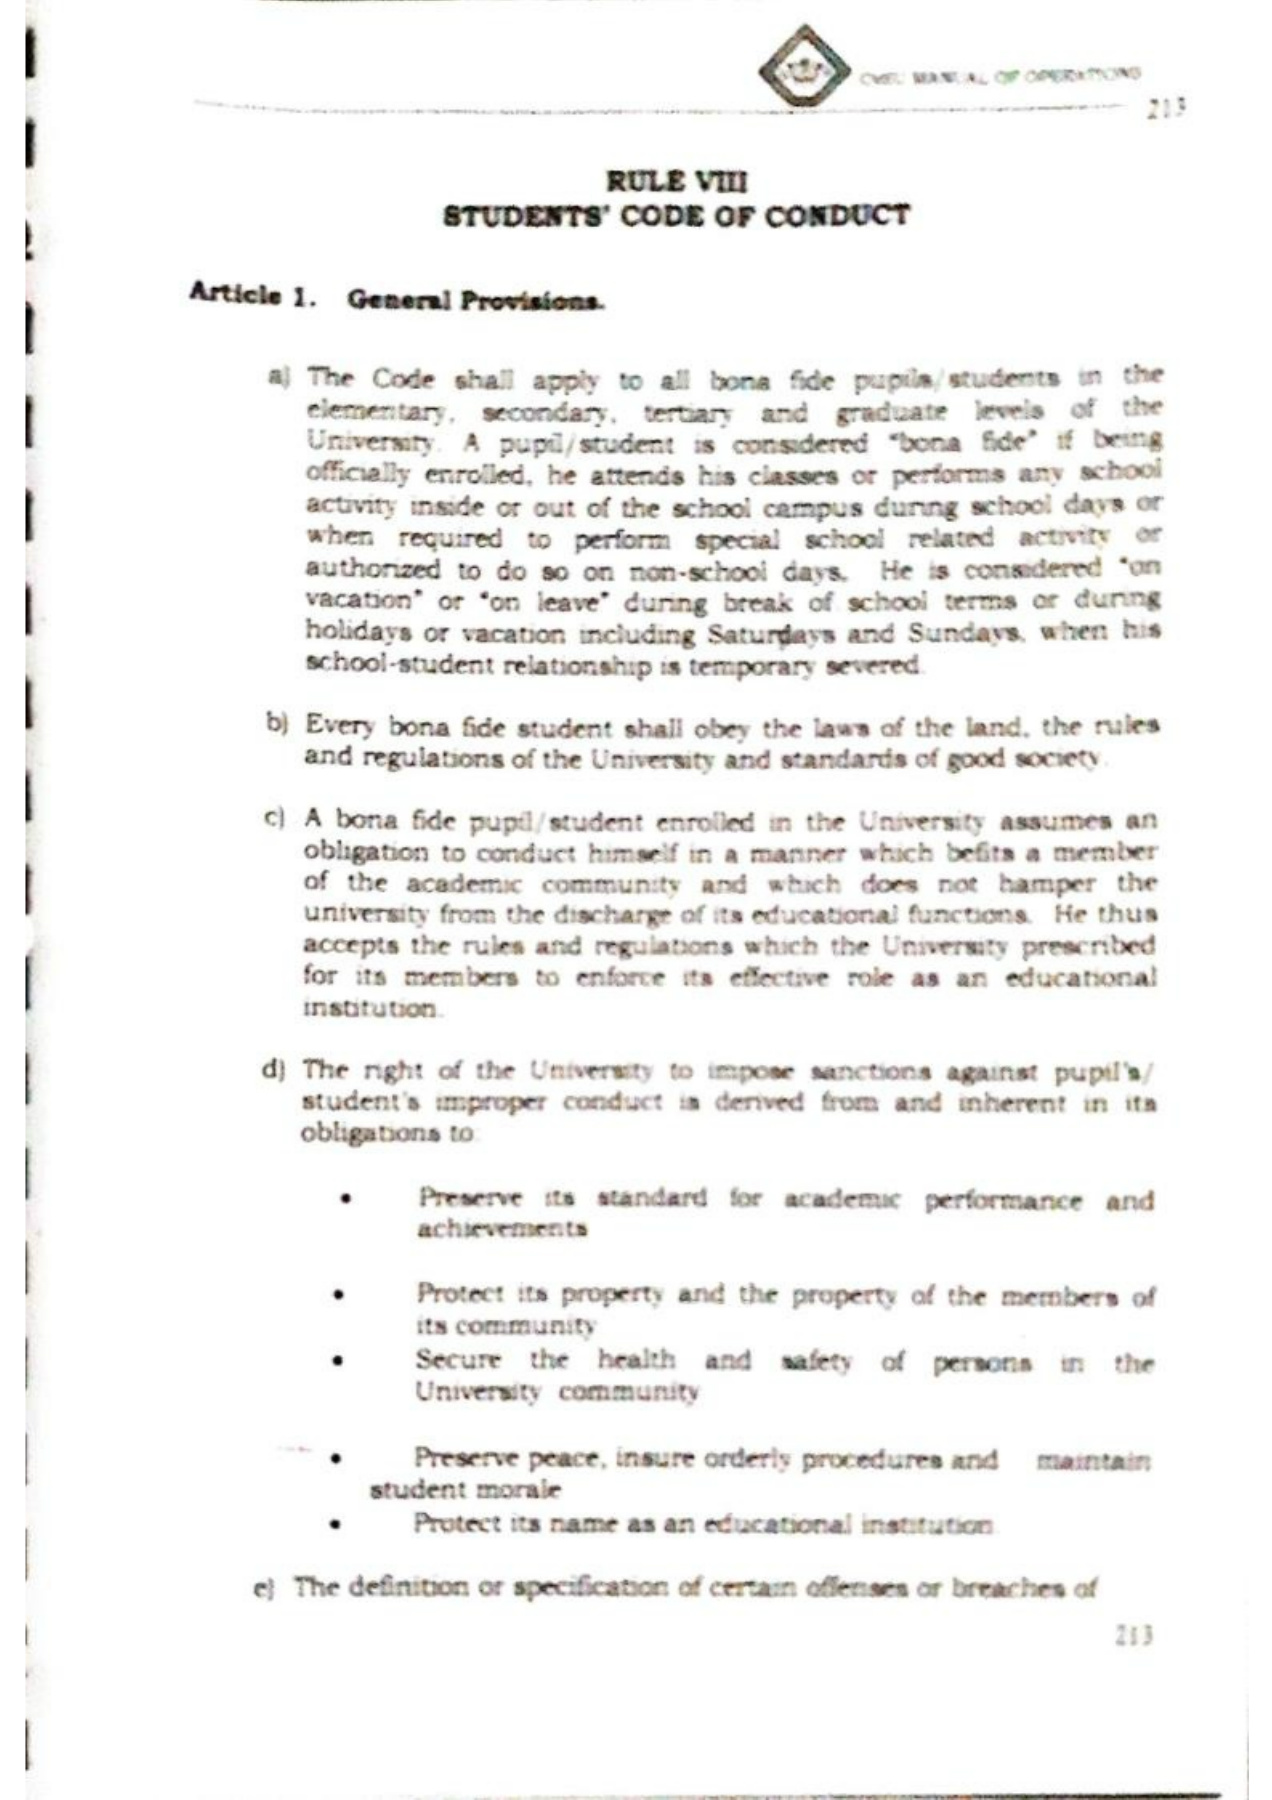 MANUAL OF OPERATIONS
213
RULE VIII
STUDENTS' CODE OF CONDUCT
Article 1. General Provisions.
a) The Code shall apply to all bona fide pupils/students in the
elementary, secondary, tertiary and graduate levels of the
University. A pupil/student is considered "bona fide" if being
officially enrolled, he attends his classes or performs any school
activity inside or out of the school campus during school days or
when required to perform special school related activity or
authorized to do so on non-school days. He is considered "on
vacation" or "on leave" during break of school terms or during
holidays or vacation including Saturdays and Sundays, when his
school-student relationship is temporary severed.
b) Every bona fide student shall obey the laws of the land, the rules
and regulations of the University and standards of good society.
c) A bona fide pupil/student enrolled in the University assumes an
obligation to conduct himself in a manner which befits a member
of the academic community and which does not hamper the
university from the discharge of its educational functions. He thus
accepts the rules and regulations which the University prescribed
for its members to enforce its effective role as an educational
institution.
d) The right of the University to impose sanctions against pupil's/
student's improper conduct is derived from and inherent in its
obligations to
• Preserve its standard for academic performance and
achievements
• Protect its property and the property of the members of
its community
• Secure the health and safety of persons in the
University community
• Preserve peace, insure orderly procedures and maintain
student morale
• Protect its name as an educational institution
e) The definition or specification of certain offenses or breaches of
213